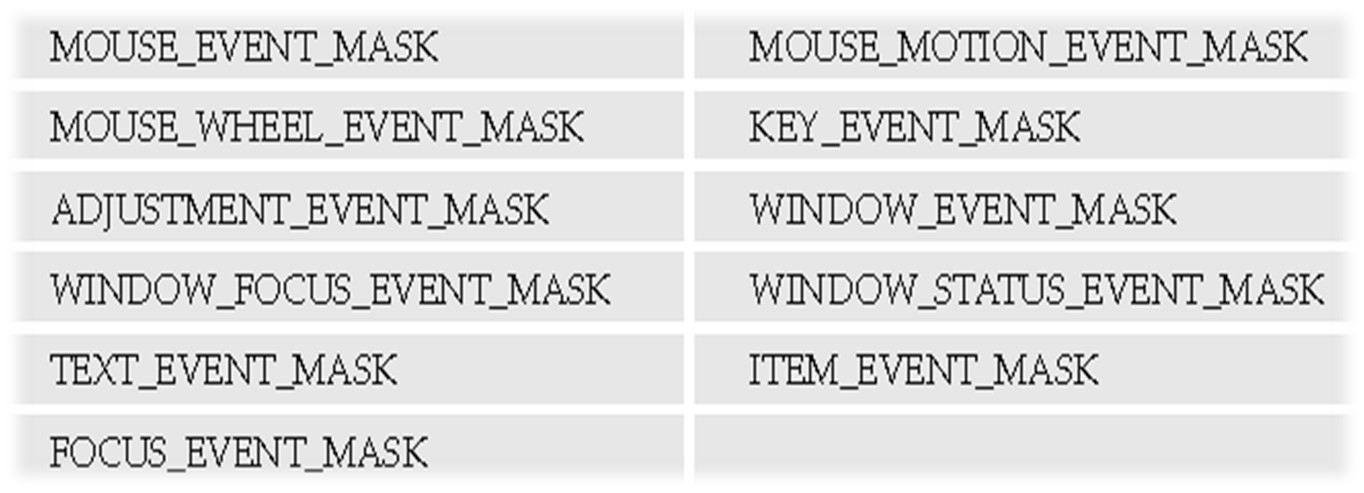 MOUSE_EVENT_MASK MOUSE_MOTION_EVENT_MASK
MOUSE_WHEEL_EVENT_MASK KEY_EVENT_MASK
ADJUSTMENT_EVENT_MASK WINDOW_EVENT_MASK
WINDOW_FOCUS_EVENT_MASK WINDOW_STATUS_EVENT_MASK
TEXT_EVENT_MASK ITEM_EVENT_MASK
FOCUS_EVENT_MASK